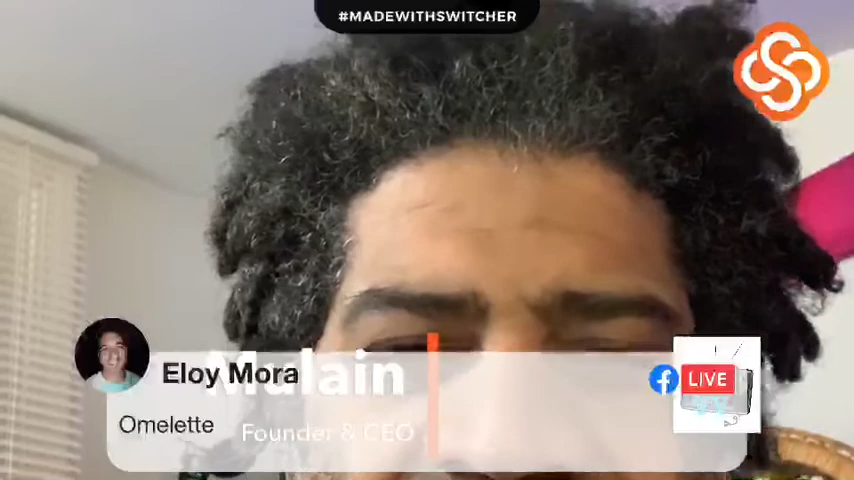 #MADEWITHSWITCHER
Mulain
Eloy Mora
LIVE
Omelette
Founder & CEO